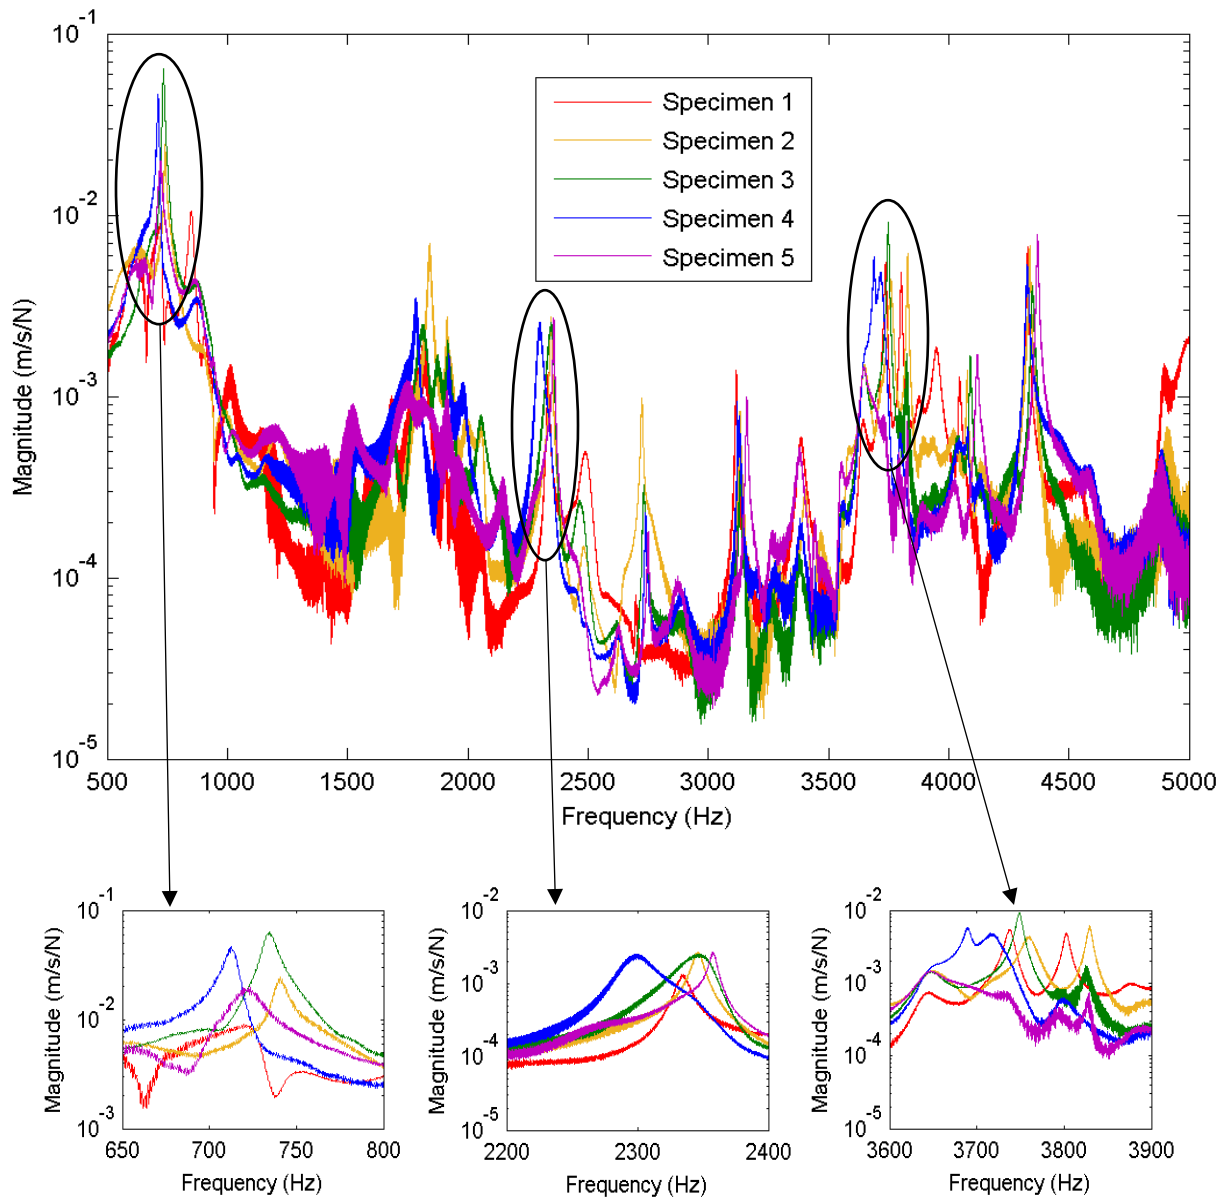 10^-1
10^-2
10^-3
10^-4
10^-5
Magnitude (m/s/N)
Specimen 1
Specimen 2
Specimen 3
Specimen 4
Specimen 5
500 1000 1500 2000 2500 3000 3500 4000 4500 5000
Frequency (Hz)
10^-1
10^-2
10^-3
Magnitude (m/s/N)
650 700 750 800
Frequency (Hz)
10^-2
10^-3
10^-4
10^-5
Magnitude (m/s/N)
2200 2300 2400
Frequency (Hz)
10^-2
10^-3
10^-4
10^-5
Magnitude (m/s/N)
3600 3700 3800 3900
Frequency (Hz)